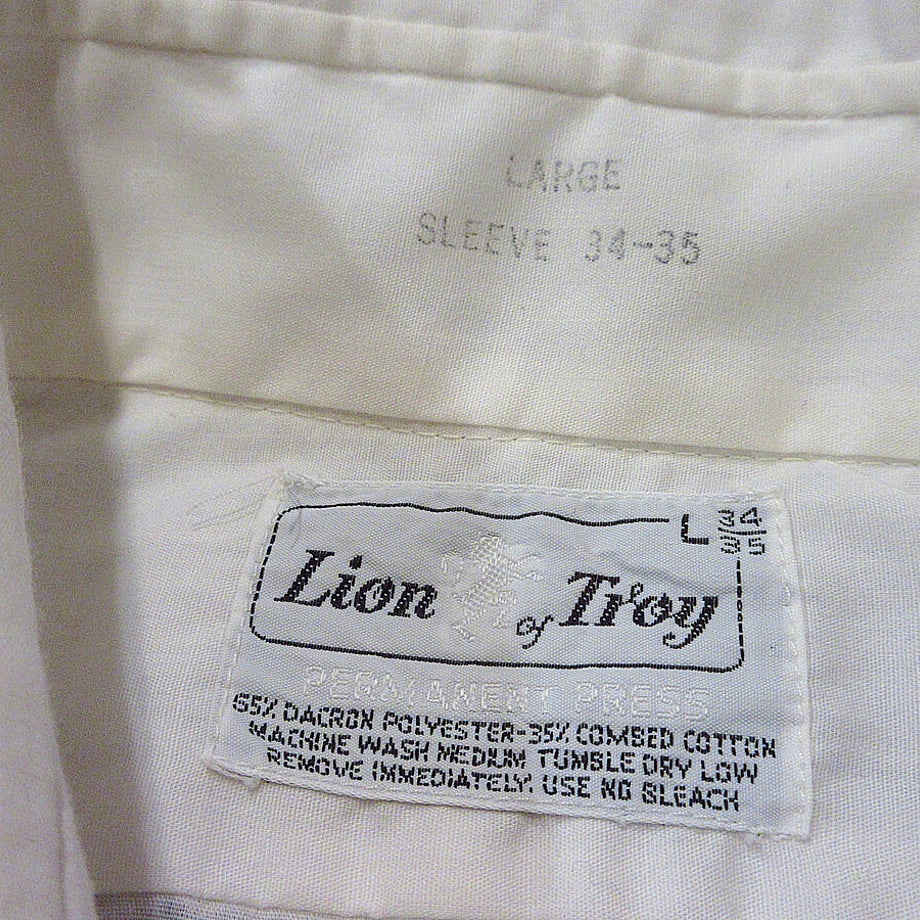 LARGE
SLEEVE 34-35
L 34/35
Lion of Troy
PERMANENT PRESS
65% DACRON POLYESTER-35% COMBED COTTON
MACHINE WASH MEDIUM TUMBLE DRY LOW
REMOVE IMMEDIATELY. USE NO BLEACH